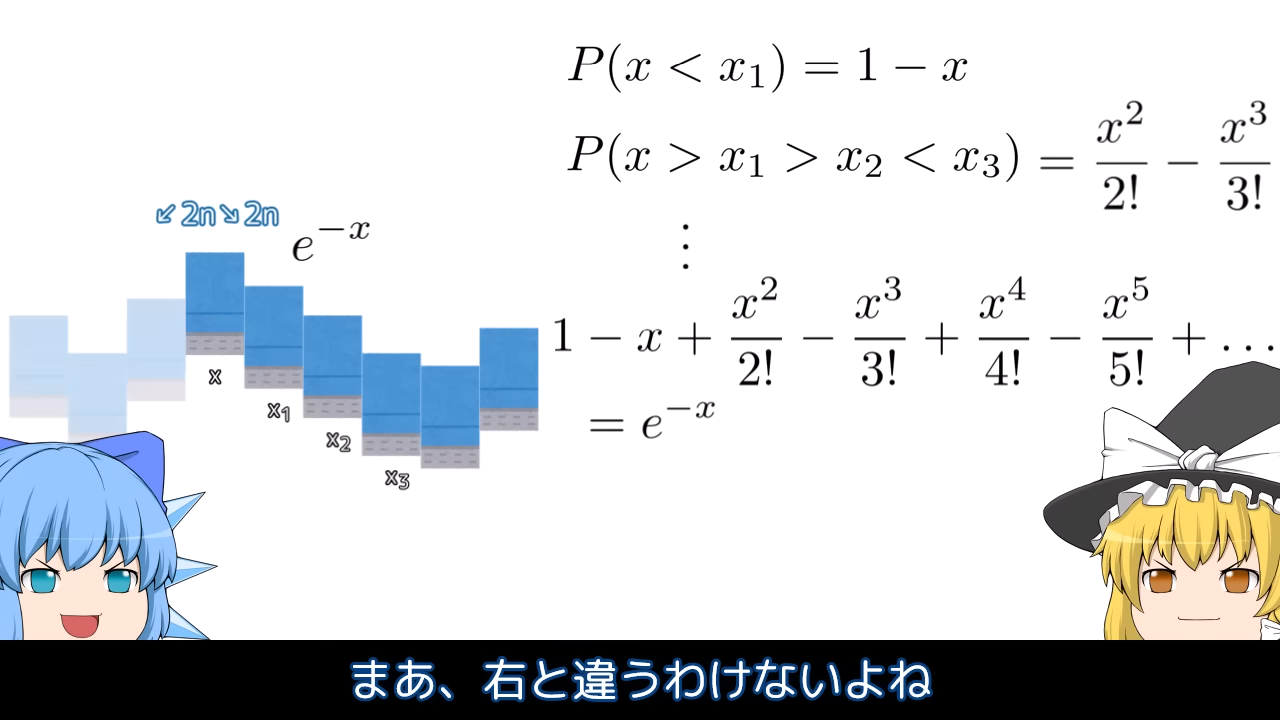 P(x < x₁) = 1 − x
P(x > x₁ > x₂ < x₃) = x²/2! − x³/3!
⋮
↙2n↘2n
e^{−x}
1 − x + x²/2! − x³/3! + x⁴/4! − x⁵/5! + …
= e^{−x}
x
x₁
x₂
x₃
まあ、右と違うわけないよね